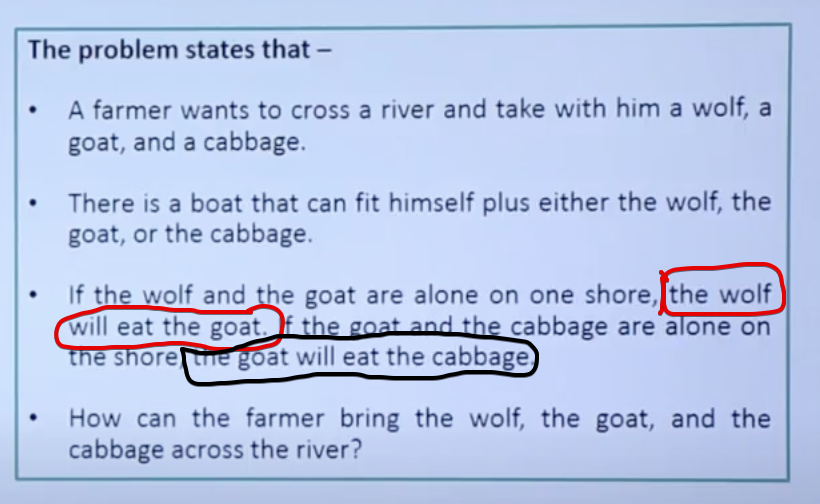 The problem states that –
• A farmer wants to cross a river and take with him a wolf, a
goat, and a cabbage.
• There is a boat that can fit himself plus either the wolf, the
goat, or the cabbage.
• If the wolf and the goat are alone on one shore, the wolf
will eat the goat. If the goat and the cabbage are alone on
the shore, the goat will eat the cabbage.
• How can the farmer bring the wolf, the goat, and the
cabbage across the river?